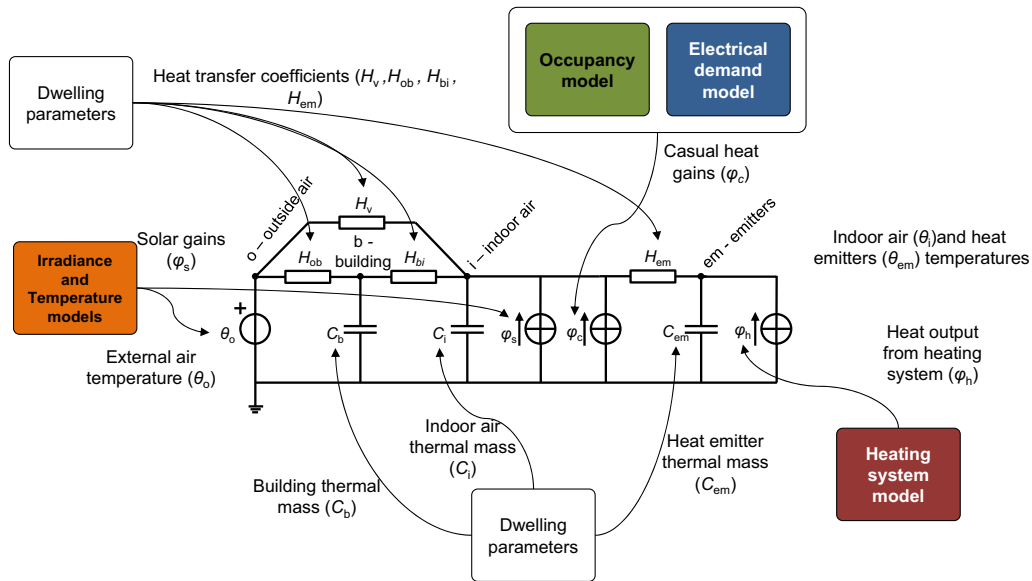 Dwelling
parameters
Heat transfer coefficients (Hv ,Hob , Hbi ,
Hem)
Occupancy
model
Electrical
demand
model
Casual heat
gains (φc)
o – outside air
Hv
b -
building
Hob
Hbi
i – indoor air
Hem
em - emitters
Indoor air (θi)and heat
emitters (θem) temperatures
Solar gains
(φs)
Irradiance
and
Temperature
models
+
θo
Cb
Ci
φs
φc
Cem
φh
External air
temperature (θo)
Heat output
from heating
system (φh)
Indoor air
thermal mass
(Ci)
Heat emitter
thermal mass
(Cem)
Heating
system
model
Building thermal
mass (Cb)
Dwelling
parameters